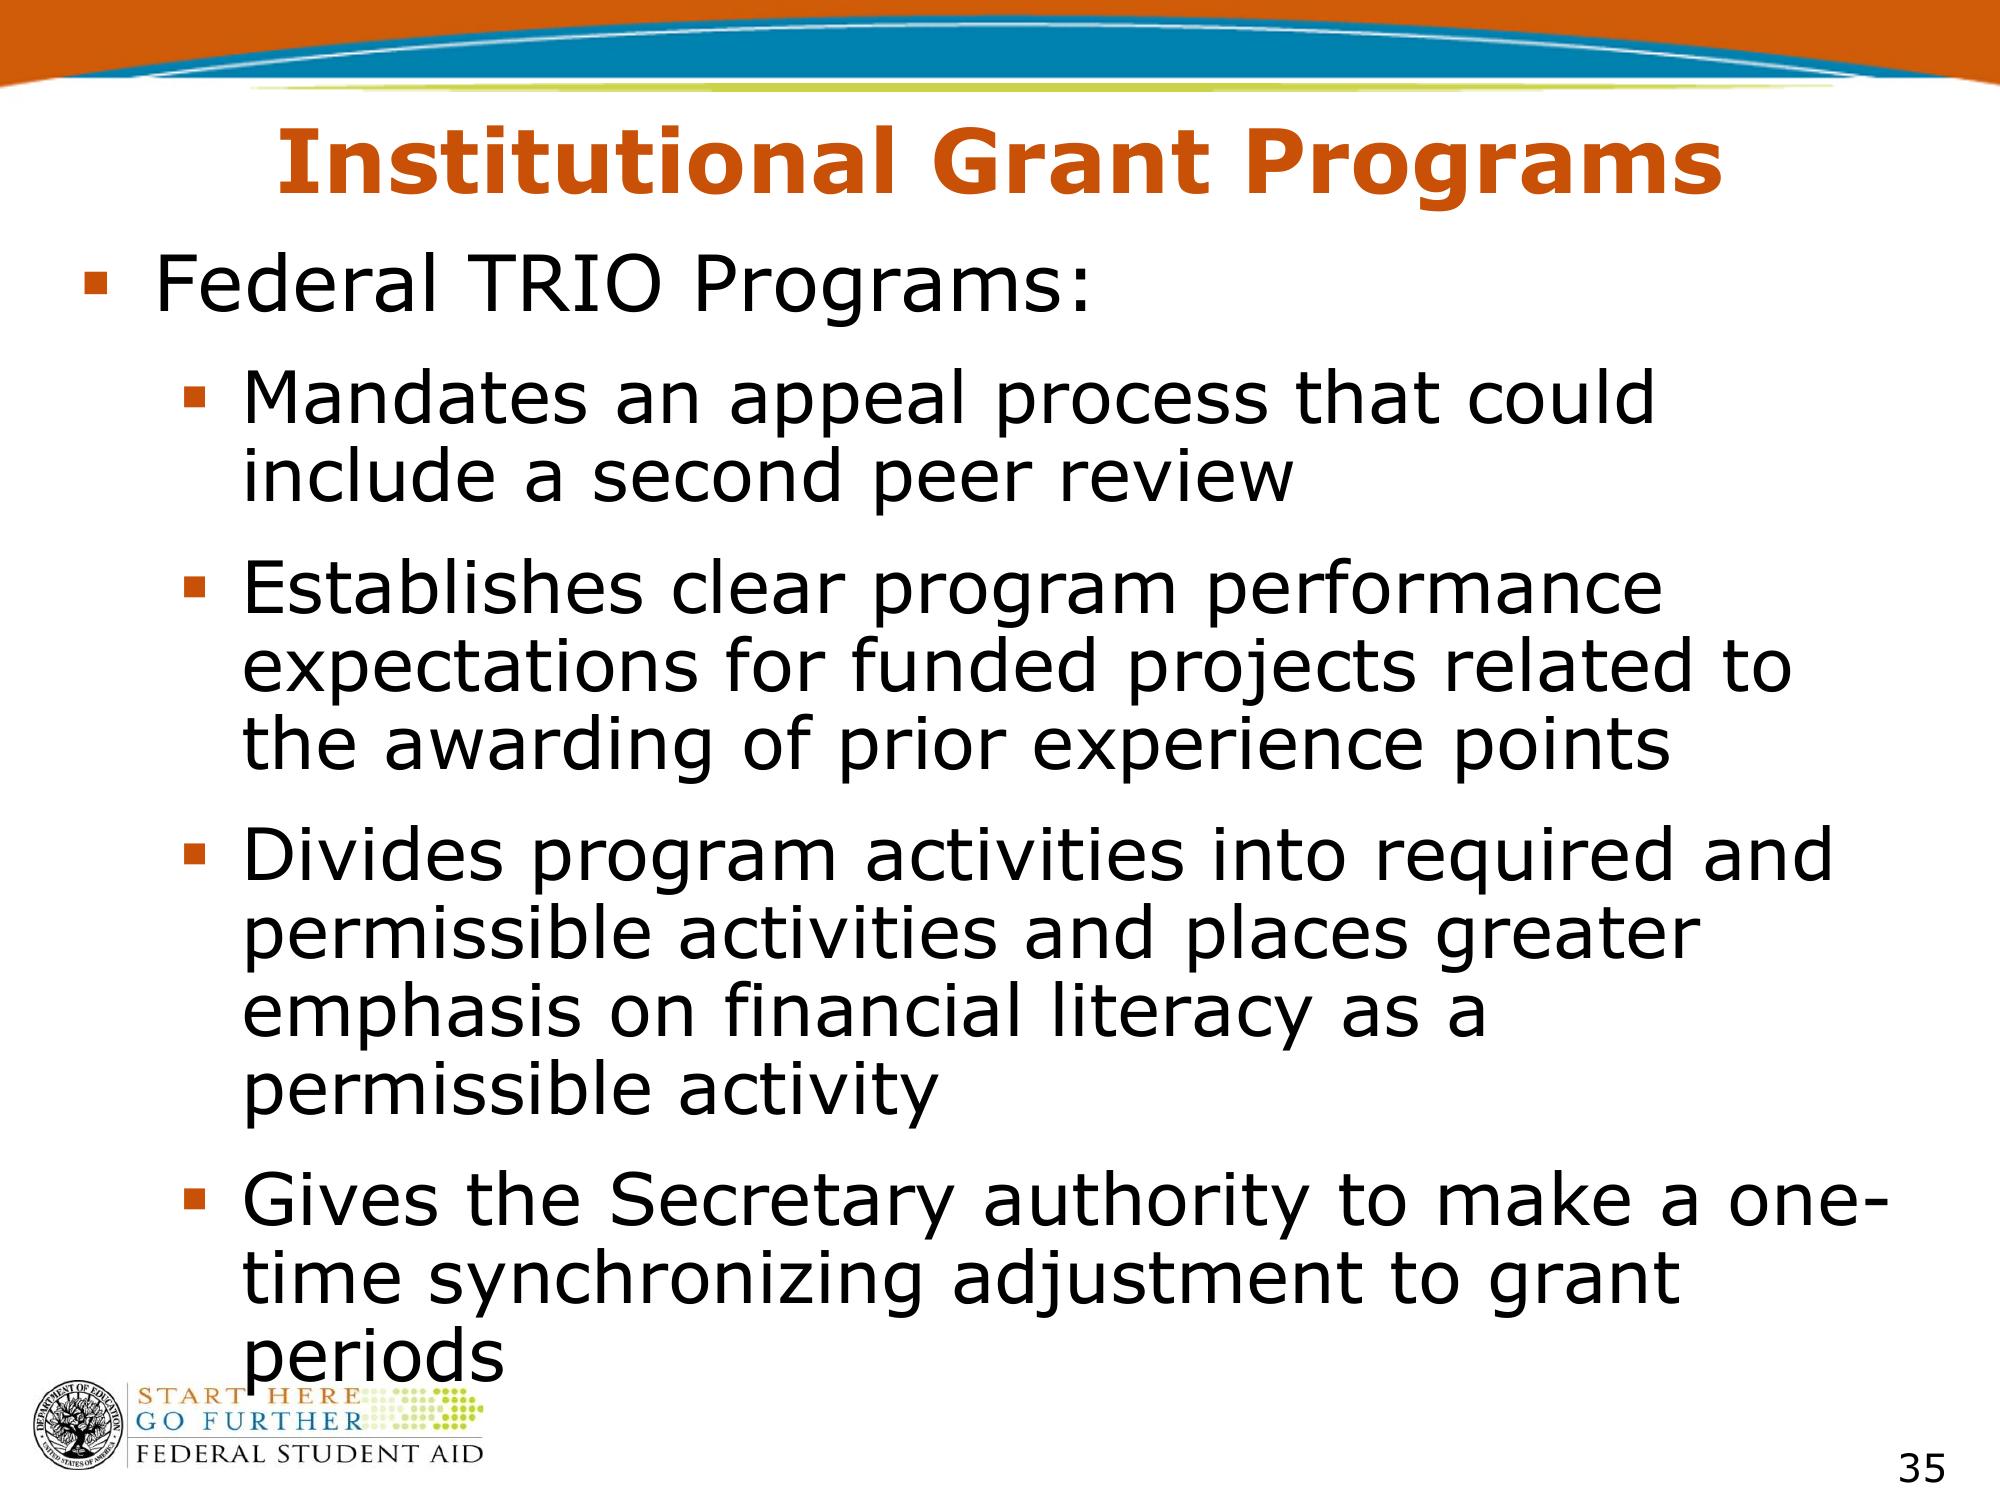 Institutional Grant Programs
▪ Federal TRIO Programs:
▪ Mandates an appeal process that could
include a second peer review
▪ Establishes clear program performance
expectations for funded projects related to
the awarding of prior experience points
▪ Divides program activities into required and
permissible activities and places greater
emphasis on financial literacy as a
permissible activity
▪ Gives the Secretary authority to make a one-
time synchronizing adjustment to grant
periods
START HERE
GO FURTHER
FEDERAL STUDENT AID
DEPARTMENT OF EDUCATION
UNITED STATES OF AMERICA
35